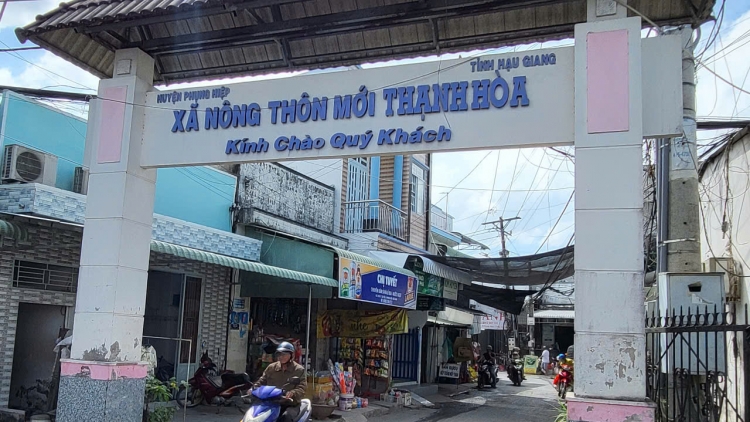 HUYỆN PHỤNG HIỆP
TỈNH HẬU GIANG
XÃ NÔNG THÔN MỚI THẠNH HÒA
Kính Chào Quý Khách
CHỊ TUYẾT